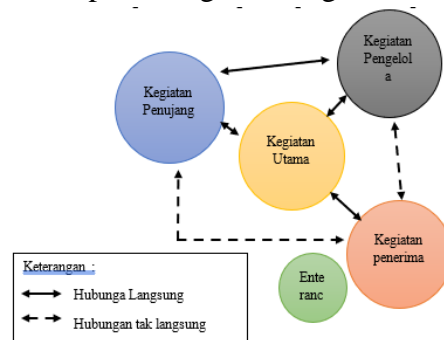 Kegiatan
Pengelol
a
Kegiatan
Penujang
Kegiatan
Utama
Kegiatan
penerima
Ente
ranc
Keterangan :
Hubunga Langsung
Hubungan tak langsung